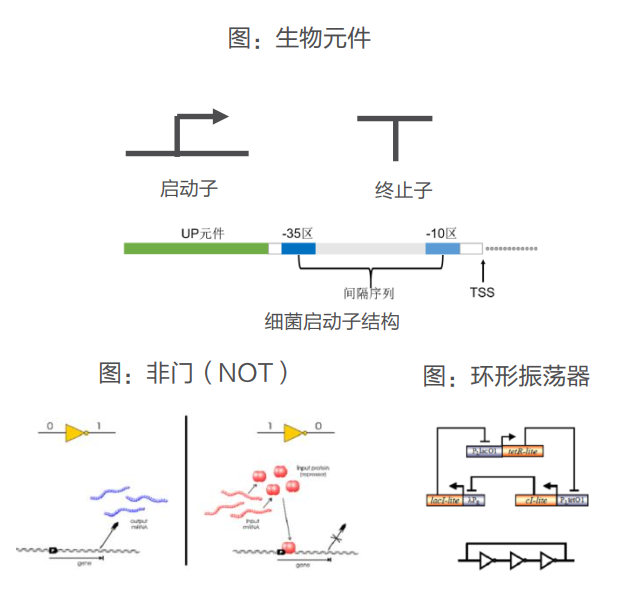 图：生物元件
启动子
终止子
UP元件
-35区
-10区
间隔序列
TSS
细菌启动子结构
图：非门（NOT）
图：环形振荡器
0 1
1 0
Input protein
(repressor)
output
mRNA
Input
mRNA
P
gene
P
gene
PLlacO1 tetR-lite
lacI-lite λPR
cI-lite PLtetO1